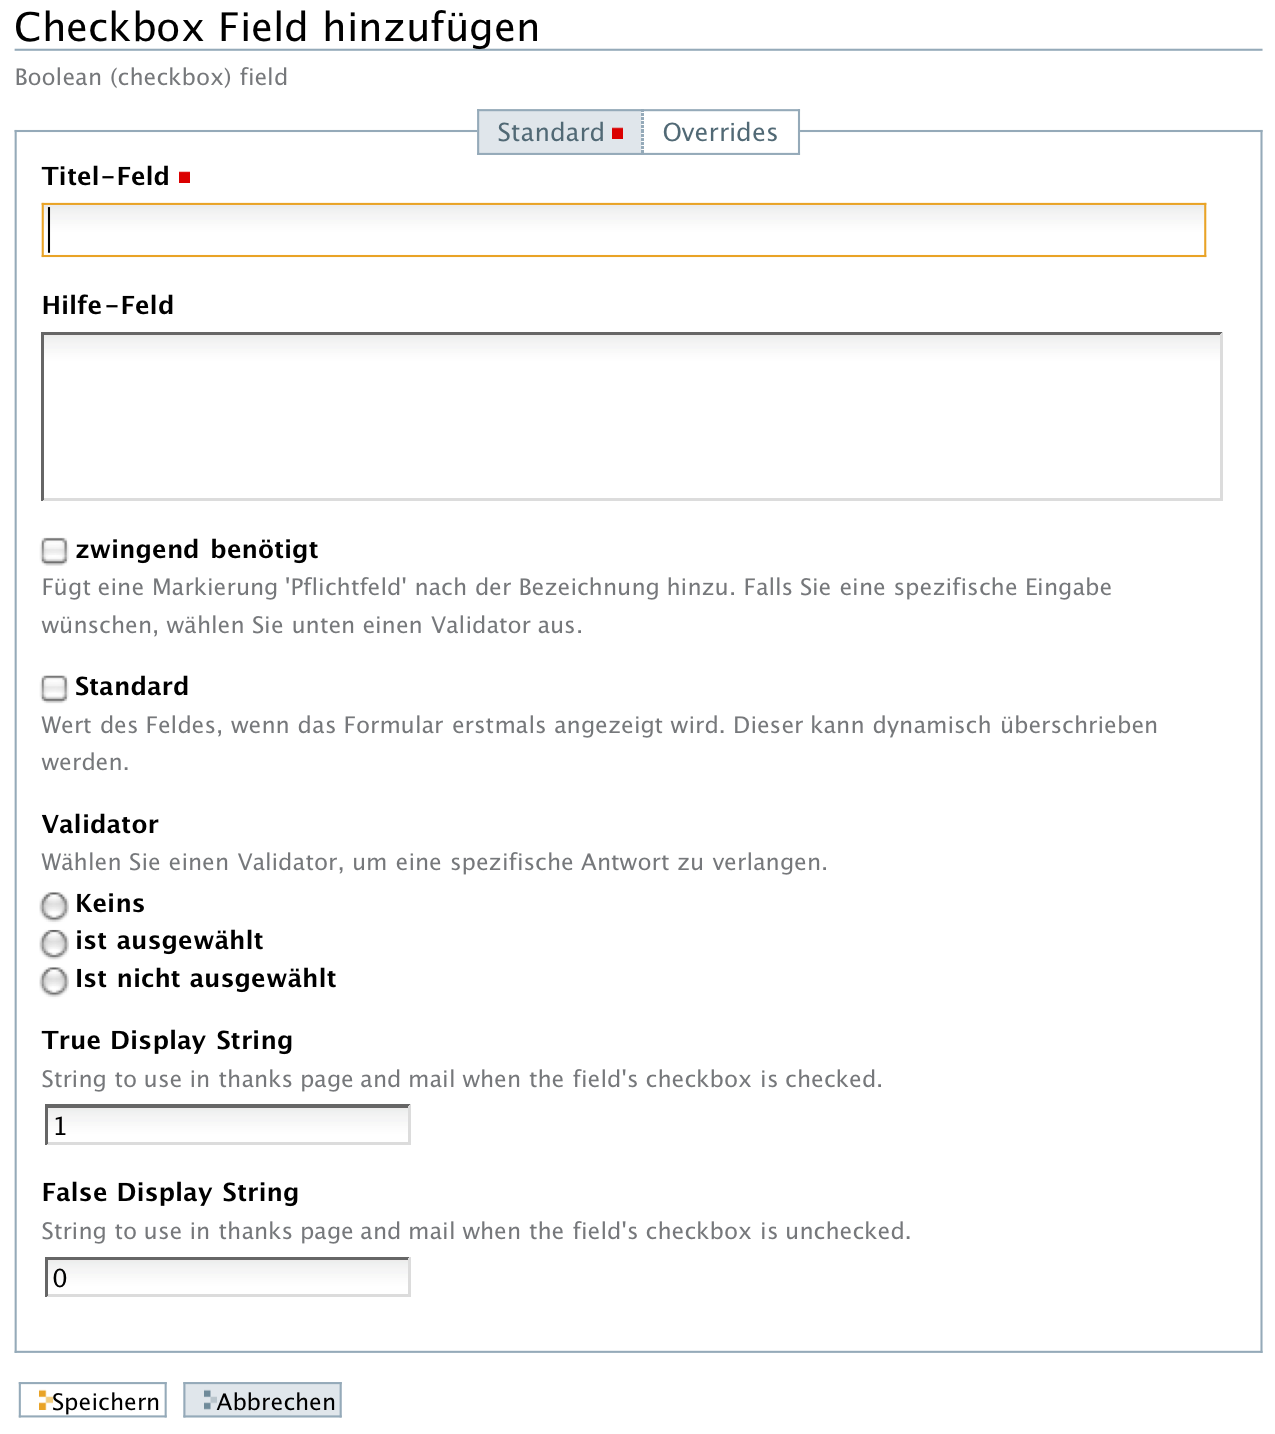 Checkbox Field hinzufügen
Boolean (checkbox) field
Standard
Overrides
Titel-Feld
Hilfe-Feld
zwingend benötigt
Fügt eine Markierung 'Pflichtfeld' nach der Bezeichnung hinzu. Falls Sie eine spezifische Eingabe
wünschen, wählen Sie unten einen Validator aus.
Standard
Wert des Feldes, wenn das Formular erstmals angezeigt wird. Dieser kann dynamisch überschrieben
werden.
Validator
Wählen Sie einen Validator, um eine spezifische Antwort zu verlangen.
Keins
ist ausgewählt
Ist nicht ausgewählt
True Display String
String to use in thanks page and mail when the field's checkbox is checked.
1
False Display String
String to use in thanks page and mail when the field's checkbox is unchecked.
0
Speichern
Abbrechen